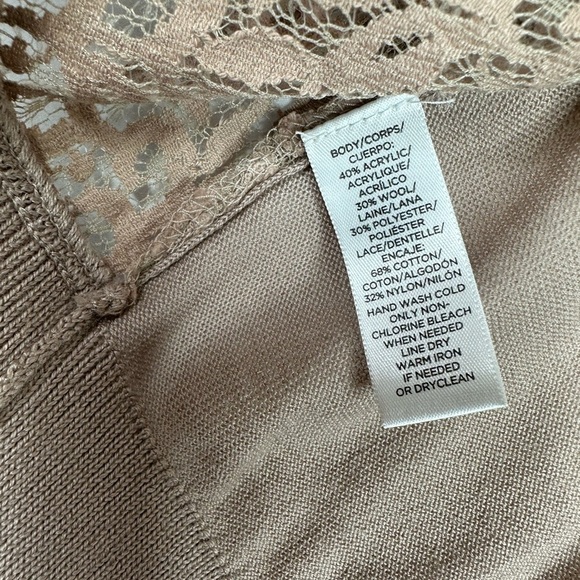 BODY/CORPS/
CUERPO:
40% ACRYLIC/
ACRYLIQUE/
ACRÍLICO
30% WOOL/
LAINE/LANA
30% POLYESTER/
POLIÉSTER
LACE/DENTELLE/
ENCAJE:
68% COTTON/
COTON/ALGODÓN
32% NYLON/NILÓN
HAND WASH COLD
ONLY NON-
CHLORINE BLEACH
WHEN NEEDED
LINE DRY
WARM IRON
IF NEEDED
OR DRYCLEAN